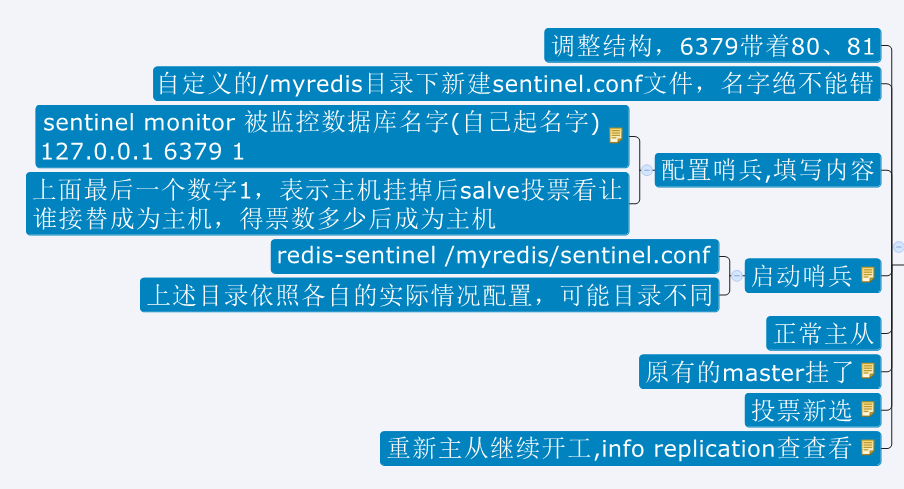 调整结构，6379带着80、81
自定义的/myredis目录下新建sentinel.conf文件，名字绝不能错
sentinel monitor 被监控数据库名字(自己起名字)
127.0.0.1 6379 1
配置哨兵,填写内容
上面最后一个数字1，表示主机挂掉后salve投票看让
谁接替成为主机，得票数多少后成为主机
redis-sentinel /myredis/sentinel.conf
启动哨兵
上述目录依照各自的实际情况配置，可能目录不同
正常主从
原有的master挂了
投票新选
重新主从继续开工,info replication查查看